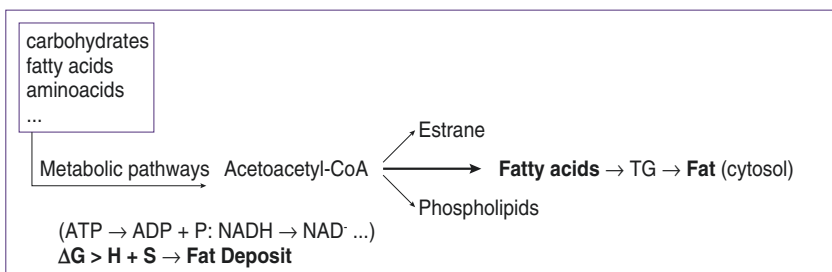 carbohydrates
fatty acids
aminoacids
...
Estrane
Metabolic pathways Acetoacetyl-CoA Fatty acids → TG → Fat (cytosol)
Phospholipids
(ATP → ADP + P: NADH → NAD- ...)
ΔG > H + S → Fat Deposit